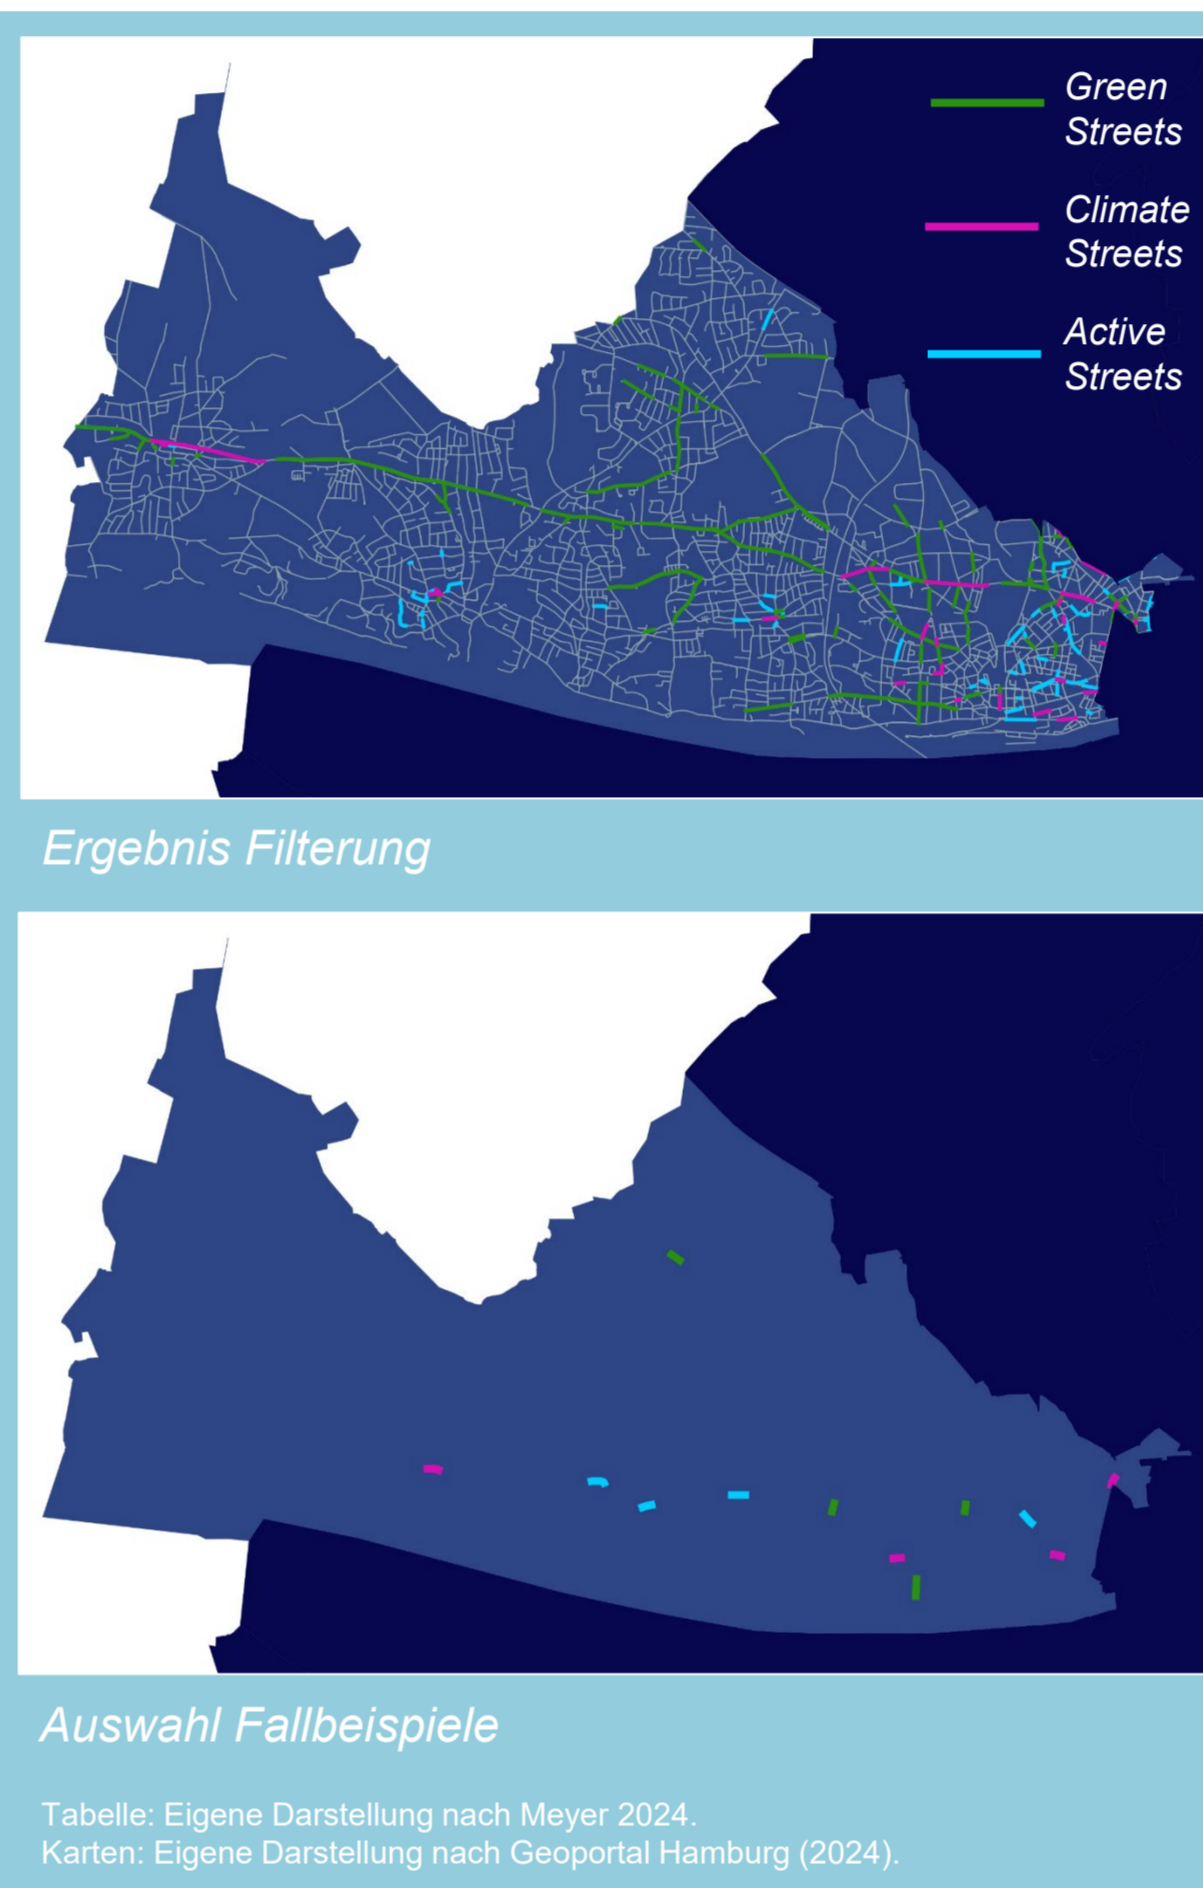 Green
Streets
Climate
Streets
Active
Streets
Ergebnis Filterung
Auswahl Fallbeispiele
Tabelle: Eigene Darstellung nach Meyer 2024.
Karten: Eigene Darstellung nach Geoportal Hamburg (2024).